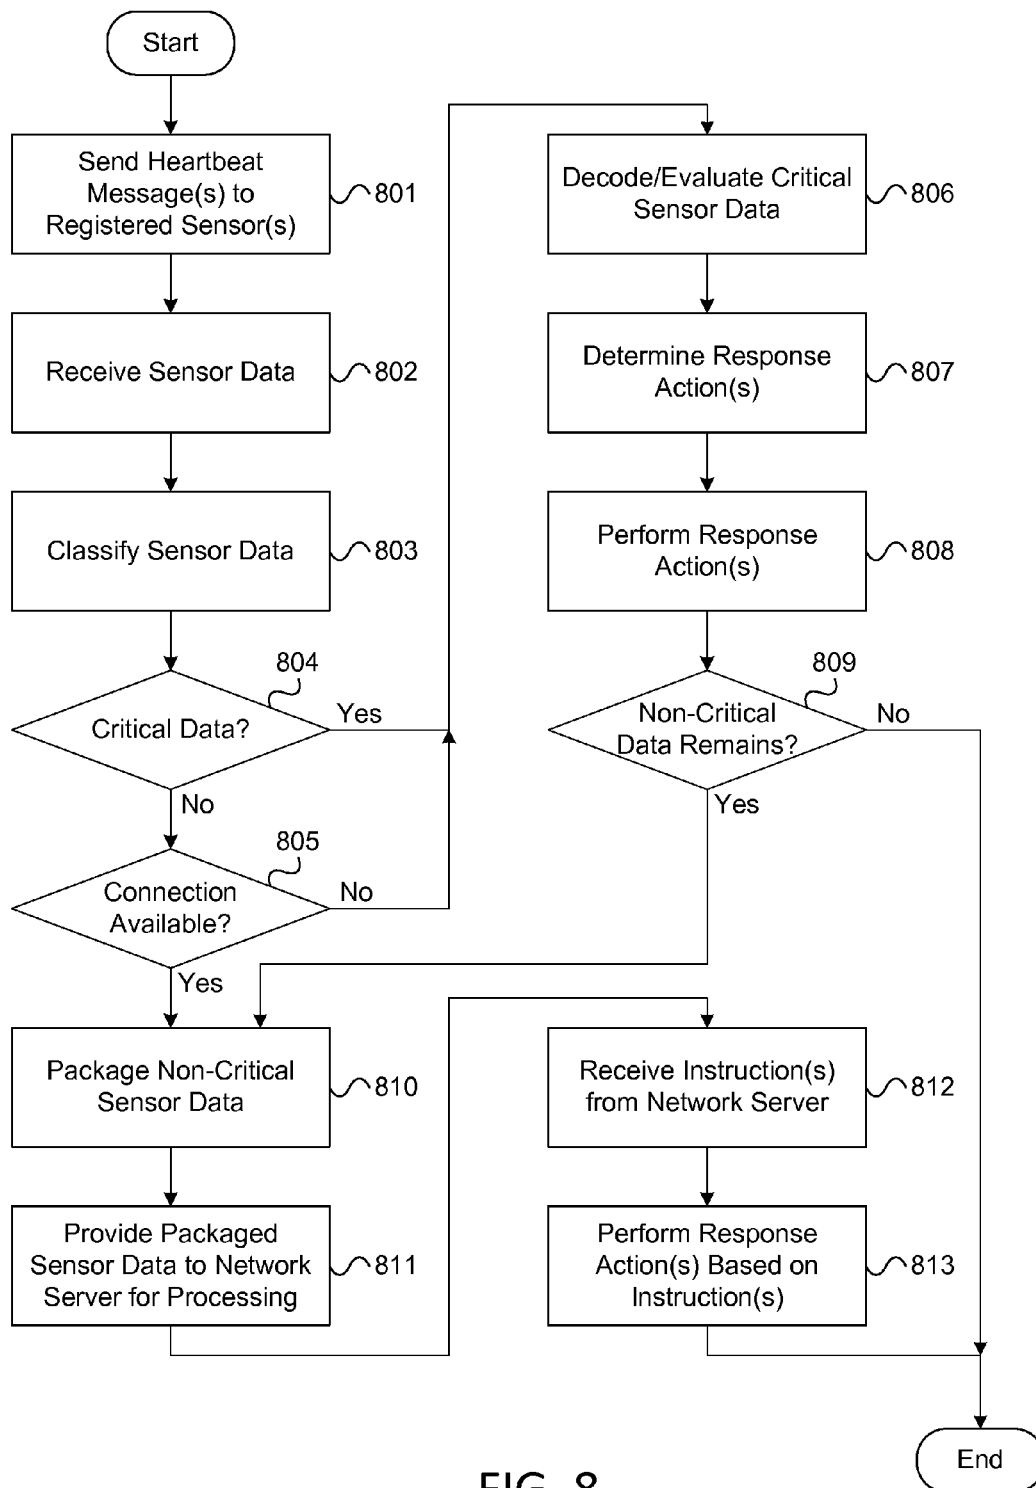 Start
Send Heartbeat
Message(s) to
Registered Sensor(s)
801
Receive Sensor Data
802
Classify Sensor Data
803
804
Critical Data?
Yes
No
805
Connection
Available?
No
Yes
Decode/Evaluate Critical
Sensor Data
806
Determine Response
Action(s)
807
Perform Response
Action(s)
808
809
Non-Critical
Data Remains?
No
Yes
Package Non-Critical
Sensor Data
810
Provide Packaged
Sensor Data to Network
Server for Processing
811
Receive Instruction(s)
from Network Server
812
Perform Response
Action(s) Based on
Instruction(s)
813
End
FIG. 8